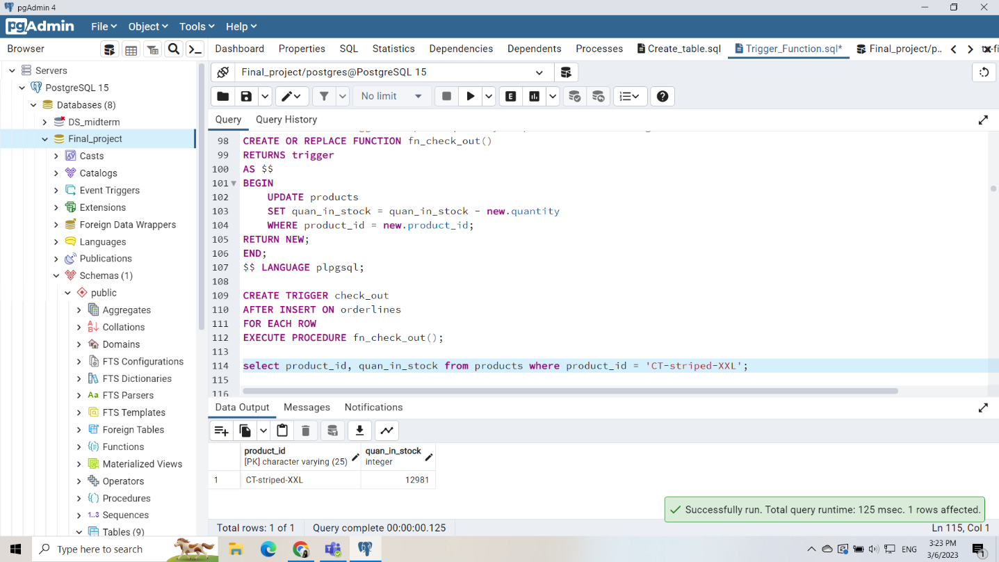 pgAdmin 4
pgAdmin File Object Tools Help
Browser
Dashboard Properties SQL Statistics Dependencies Dependents Processes Create_table.sql Trigger_Function.sql* Final_project/p..
Servers
PostgreSQL 15
Databases (8)
DS_midterm
Final_project
Casts
Catalogs
Event Triggers
Extensions
Foreign Data Wrappers
Languages
Publications
Schemas (1)
public
Aggregates
Collations
Domains
FTS Configurations
FTS Dictionaries
FTS Parsers
FTS Templates
Foreign Tables
Functions
Materialized Views
Operators
Procedures
1..3 Sequences
Tables (9)
Final_project/postgres@PostgreSQL 15
No limit
E
Query Query History
98 CREATE OR REPLACE FUNCTION fn_check_out()
99 RETURNS trigger
100 AS $$
101 BEGIN
102 UPDATE products
103 SET quan_in_stock = quan_in_stock - new.quantity
104 WHERE product_id = new.product_id;
105 RETURN NEW;
106 END;
107 $$ LANGUAGE plpgsql;
108
109 CREATE TRIGGER check_out
110 AFTER INSERT ON orderlines
111 FOR EACH ROW
112 EXECUTE PROCEDURE fn_check_out();
113
114 select product_id, quan_in_stock from products where product_id = 'CT-striped-XXL';
115
116
Data Output Messages Notifications
product_id quan_in_stock
[PK] character varying (25) integer
1 CT-striped-XXL 12981
Successfully run. Total query runtime: 125 msec. 1 rows affected.
Total rows: 1 of 1 Query complete 00:00:00.125 Ln 115, Col 1
Type here to search
ENG
3:23 PM
3/6/2023
1